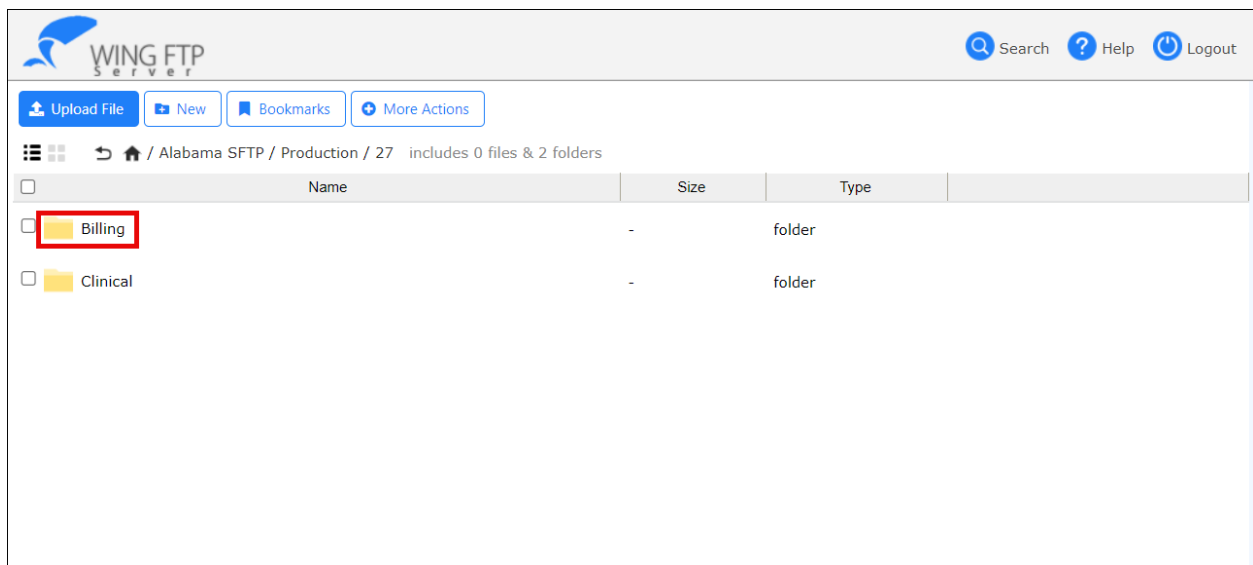 WING FTP
Server
Search Help Logout
Upload File New Bookmarks More Actions
/ Alabama SFTP / Production / 27 includes 0 files & 2 folders
Name Size Type
Billing - folder
Clinical - folder